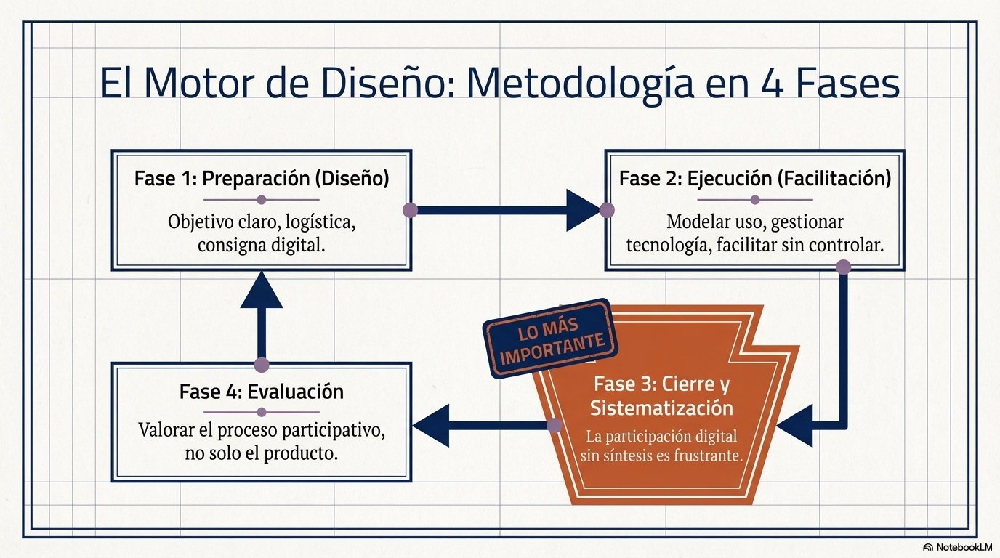 El Motor de Diseño: Metodología en 4 Fases
Fase 1: Preparación (Diseño)
Objetivo claro, logística,
consigna digital.
Fase 2: Ejecución (Facilitación)
Modelar uso, gestionar
tecnología, facilitar sin controlar.
LO MÁS
IMPORTANTE
Fase 3: Cierre y
Sistematización
La participación digital
sin síntesis es frustrante.
Fase 4: Evaluación
Valorar el proceso participativo,
no solo el producto.
NotebookLM